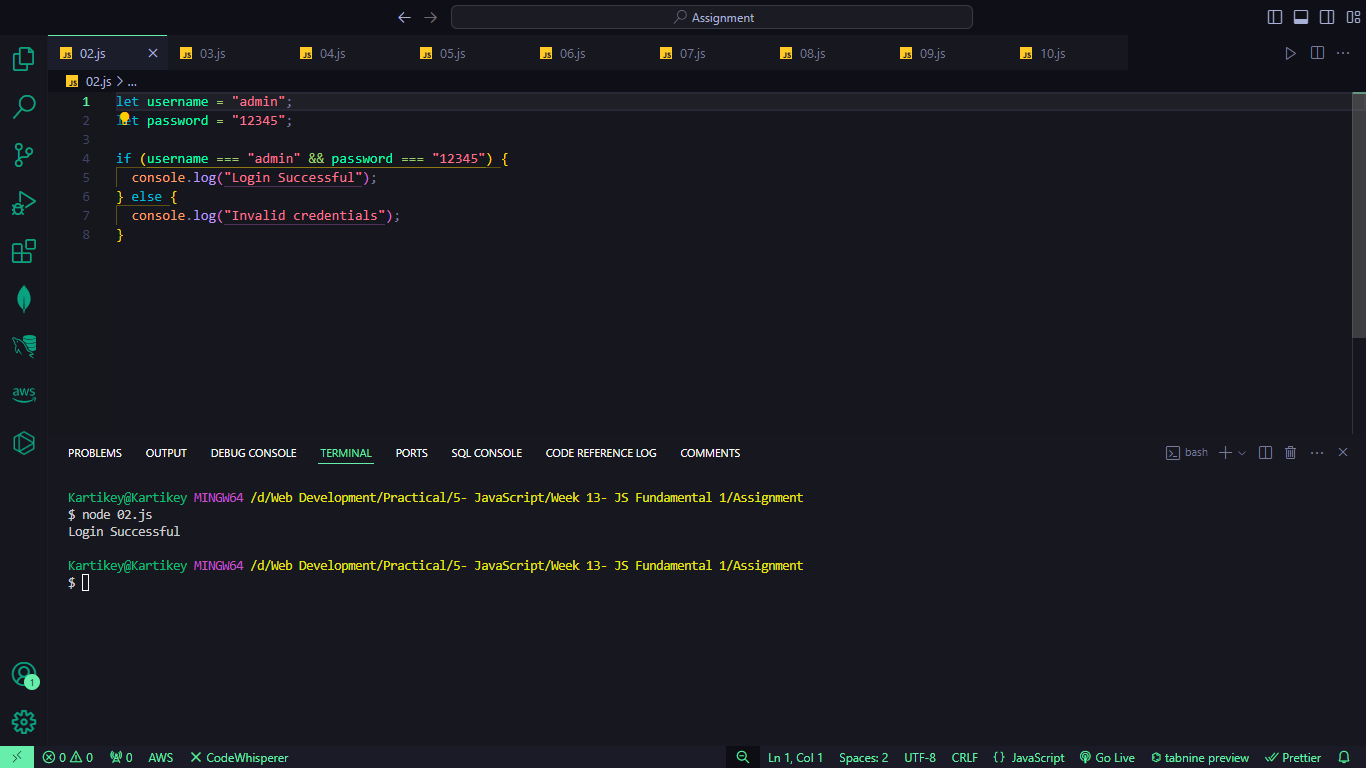 Assignment
JS 02.js JS 03.js JS 04.js JS 05.js JS 06.js JS 07.js JS 08.js JS 09.js JS 10.js
JS 02.js > ...
1 let username = "admin";
2 let password = "12345";
3
4 if (username === "admin" && password === "12345") {
5 console.log("Login Successful");
6 } else {
7 console.log("Invalid credentials");
8 }
aws
PROBLEMS OUTPUT DEBUG CONSOLE TERMINAL PORTS SQL CONSOLE CODE REFERENCE LOG COMMENTS bash
Kartikey@Kartikey MINGW64 /d/Web Development/Practical/5- JavaScript/Week 13- JS Fundamental 1/Assignment
$ node 02.js
Login Successful
Kartikey@Kartikey MINGW64 /d/Web Development/Practical/5- JavaScript/Week 13- JS Fundamental 1/Assignment
$
1
0 0 0 AWS CodeWhisperer Ln 1, Col 1 Spaces: 2 UTF-8 CRLF {} JavaScript Go Live tabnine preview Prettier